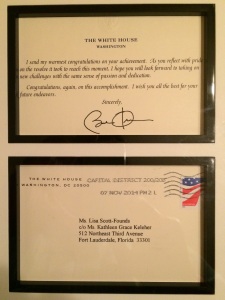 THE WHITE HOUSE
WASHINGTON
I send my warmest congratulations on your achievement. As you reflect with pride
on the resolve it took to reach this moment, I hope you will look forward to taking on
new challenges with the same sense of passion and dedication.
Congratulations, again, on this accomplishment. I wish you all the best for your
future endeavors.
Sincerely,
THE WHITE HOUSE
WASHINGTON, DC 20500
CAPITAL DISTRICT
02 NOV 2014 PM 2 L
Ms. Lisa Scott-Founds
c/o Ms. Kathleen Grace Keleher
512 Northeast Third Avenue
Fort Lauderdale, Florida 33301